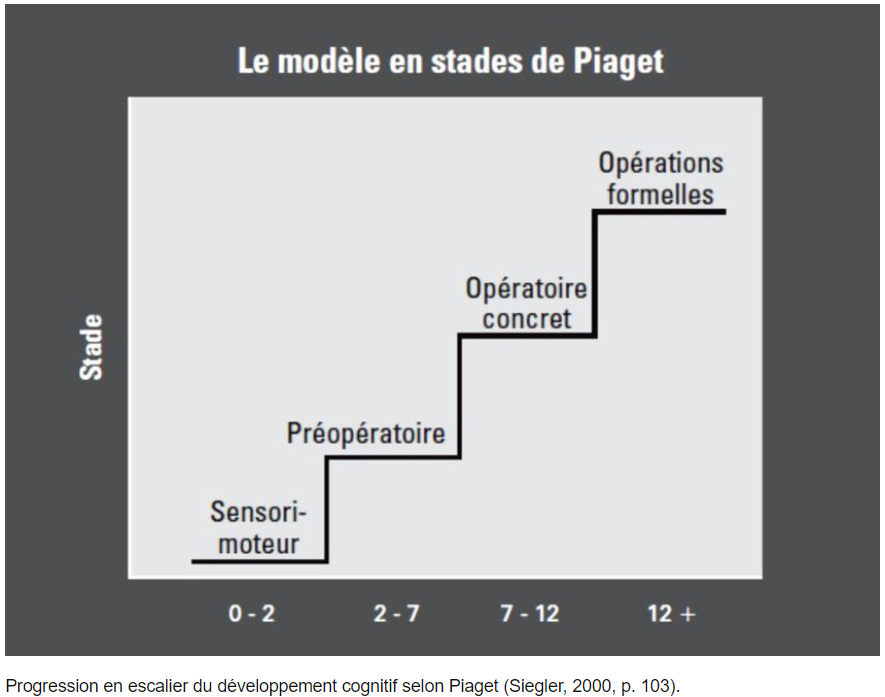 Le modèle en stades de Piaget
Opérations
formelles
Opératoire
concret
Stade
Préopératoire
Sensori-
moteur
0 - 2
2 - 7
7 - 12
12 +
Progression en escalier du développement cognitif selon Piaget (Siegler, 2000, p. 103).